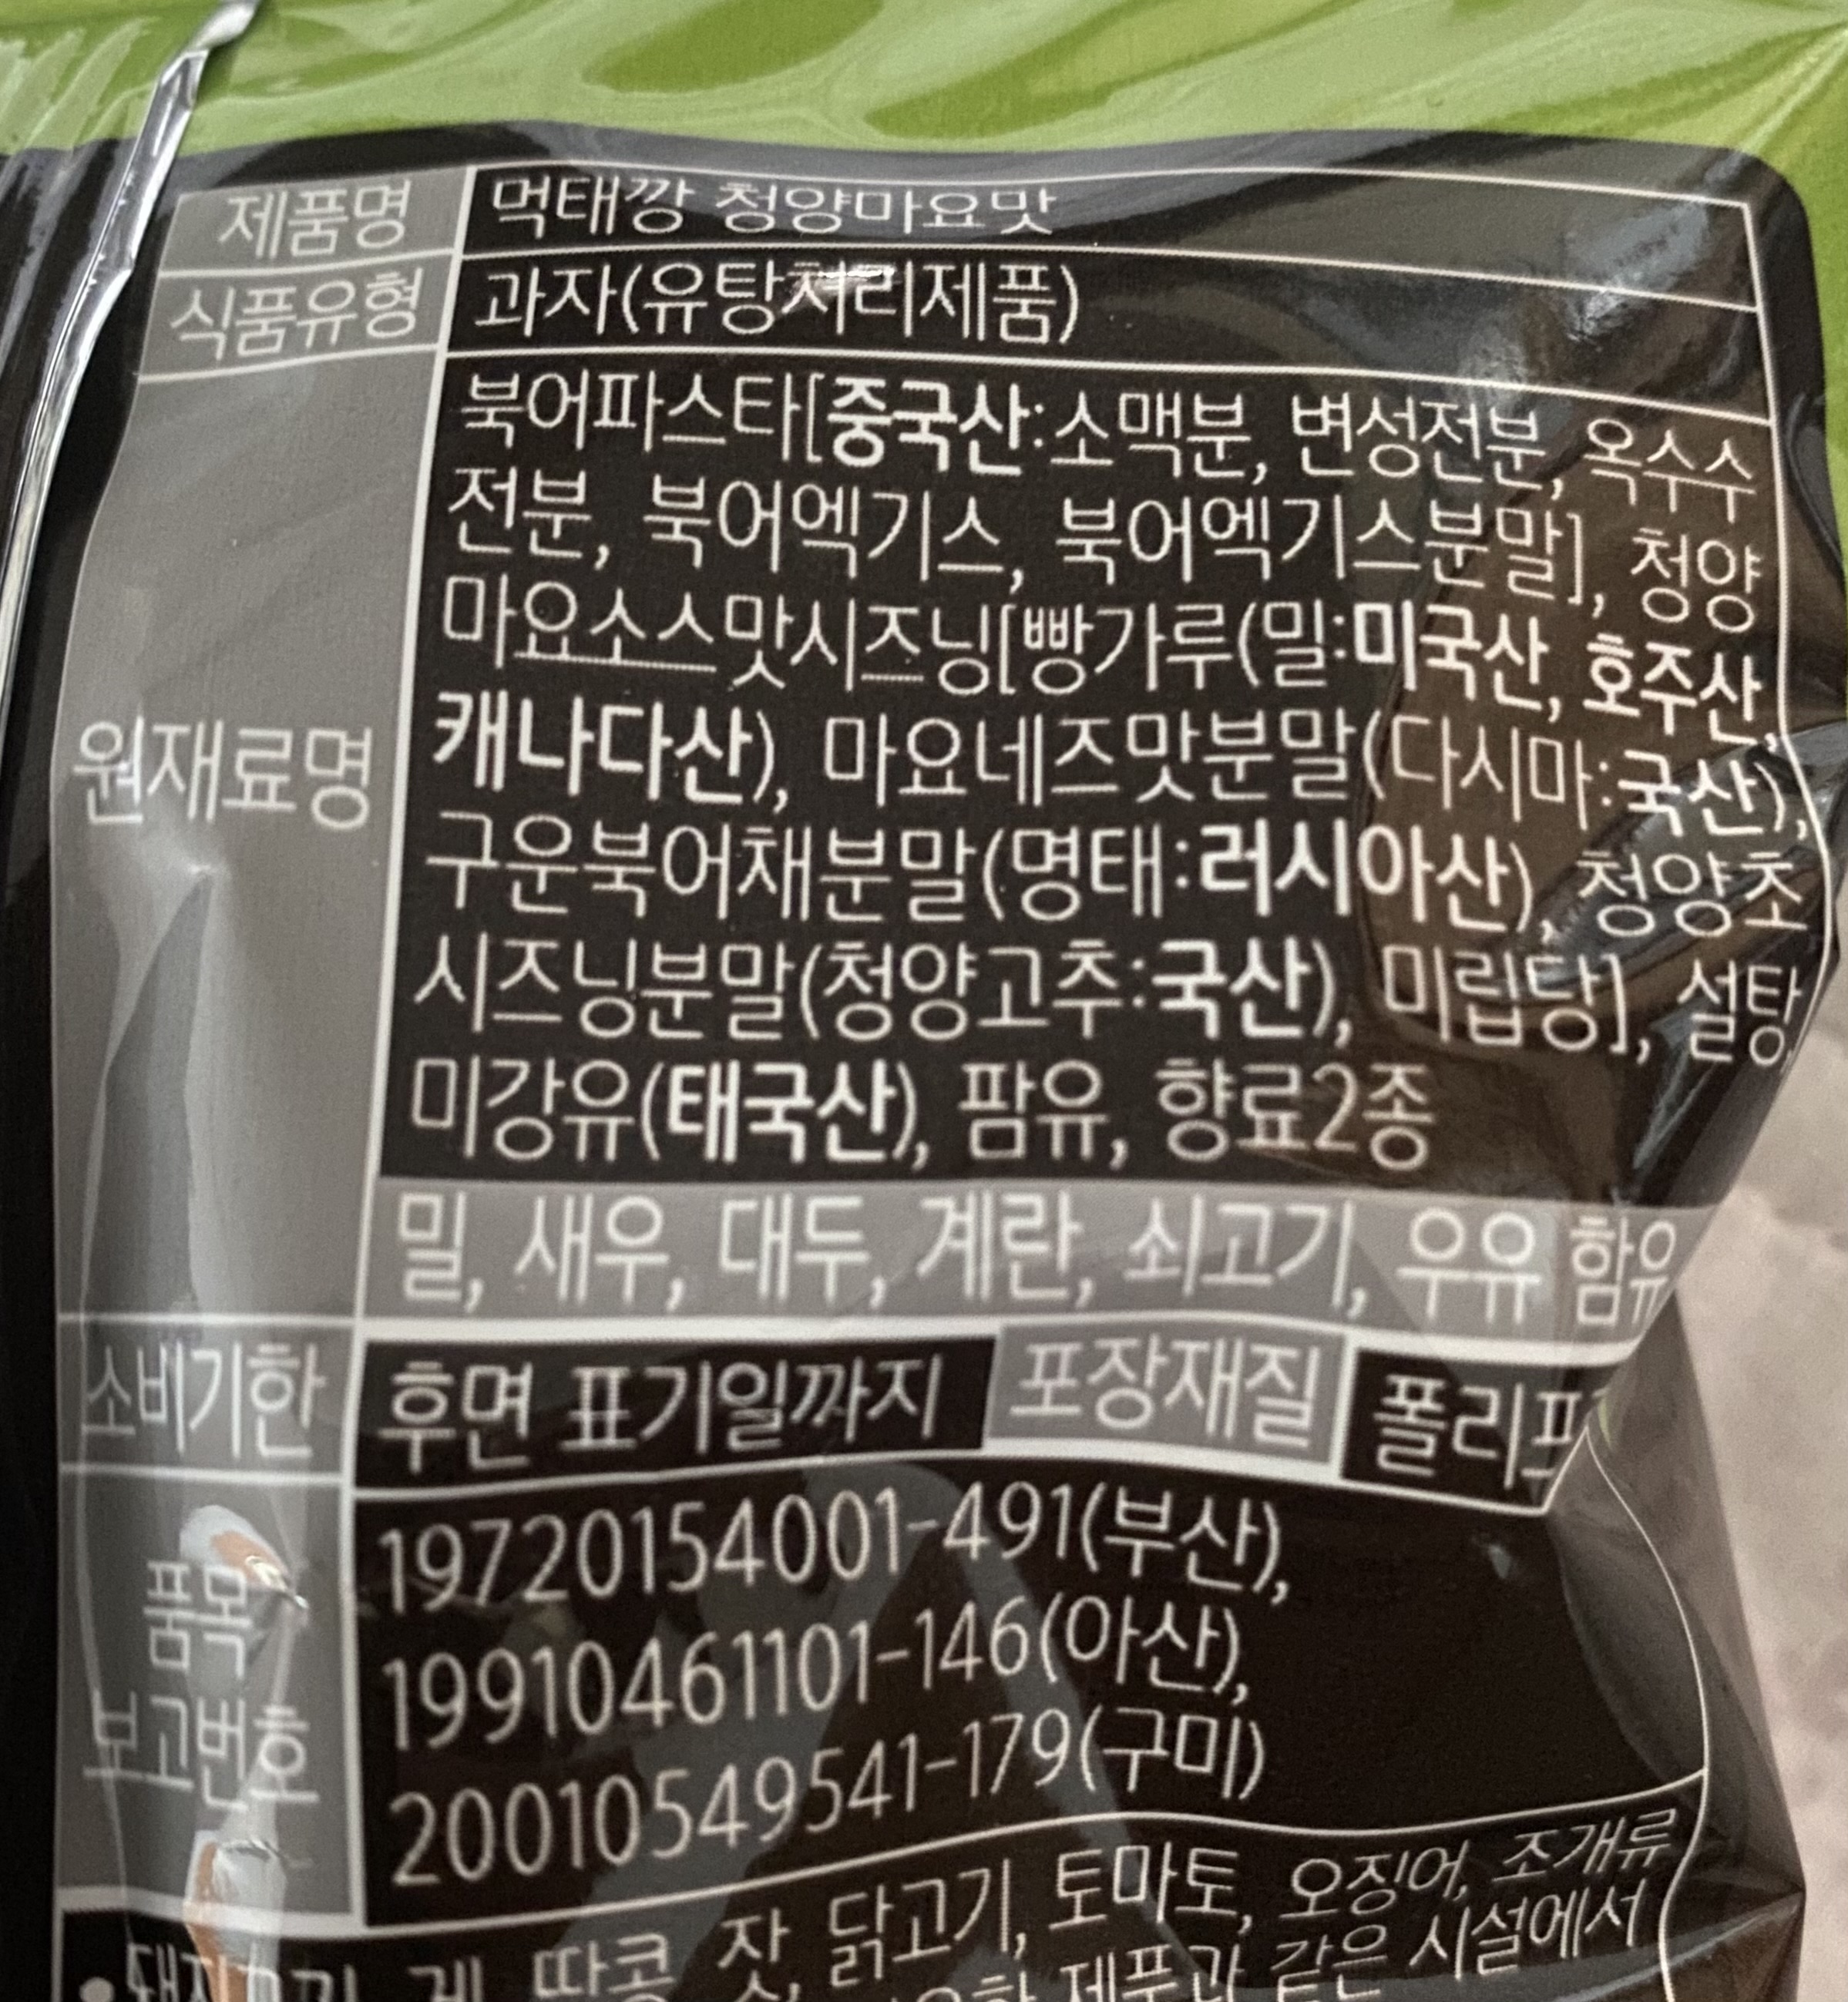 제품명 먹태깡 청양마요맛
식품유형 과자(유탕처리제품)
원재료명
북어파스타[중국산:소맥분, 변성전분, 옥수수
전분, 북어엑기스, 북어엑기스분말], 청양
마요소스맛시즈닝[빵가루(밀:미국산, 호주산,
캐나다산), 마요네즈맛분말(다시마:국산),
구운북어채분말(명태:러시아산), 청양초
시즈닝분말(청양고추:국산), 미립당], 설탕
미강유(태국산), 팜유, 향료2종
밀, 새우, 대두, 계란, 쇠고기, 우유 함유
소비기한 후면 표기일까지 포장재질 폴리프
품목
보고번호
19720154001-491(부산),
19910461101-146(아산),
20010549541-179(구미)
게, 땅콩, 잣, 닭고기, 토마토, 오징어, 조개류
제품과 같은 시설에서